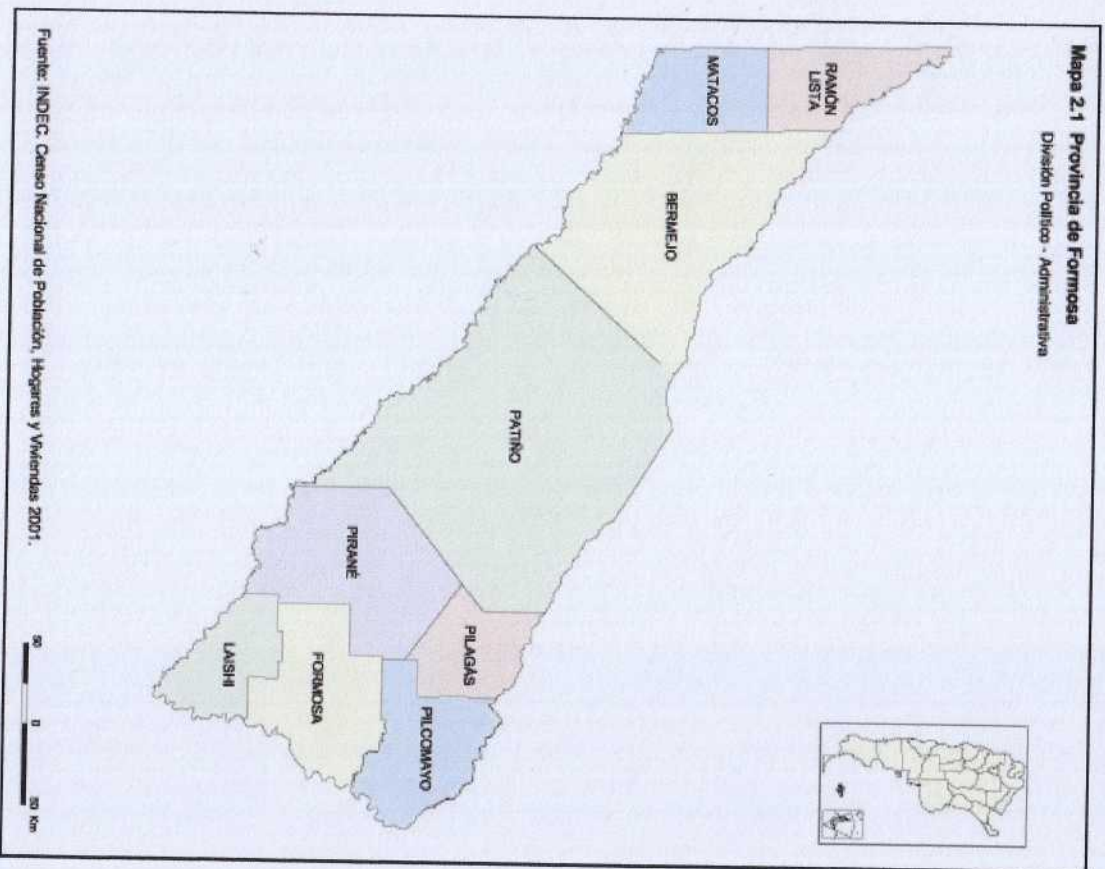 Mapa 2.1 Provincia de Formosa
División Político - Administrativa
RAMÓN
LISTA
MATACOS
BERMEJO
PATIÑO
PIRANÉ
PILAGÁS
PILCOMAYO
FORMOSA
LAISHI
50 0 50 Km
Fuente: INDEC. Censo Nacional de Población, Hogares y Viviendas 2001.